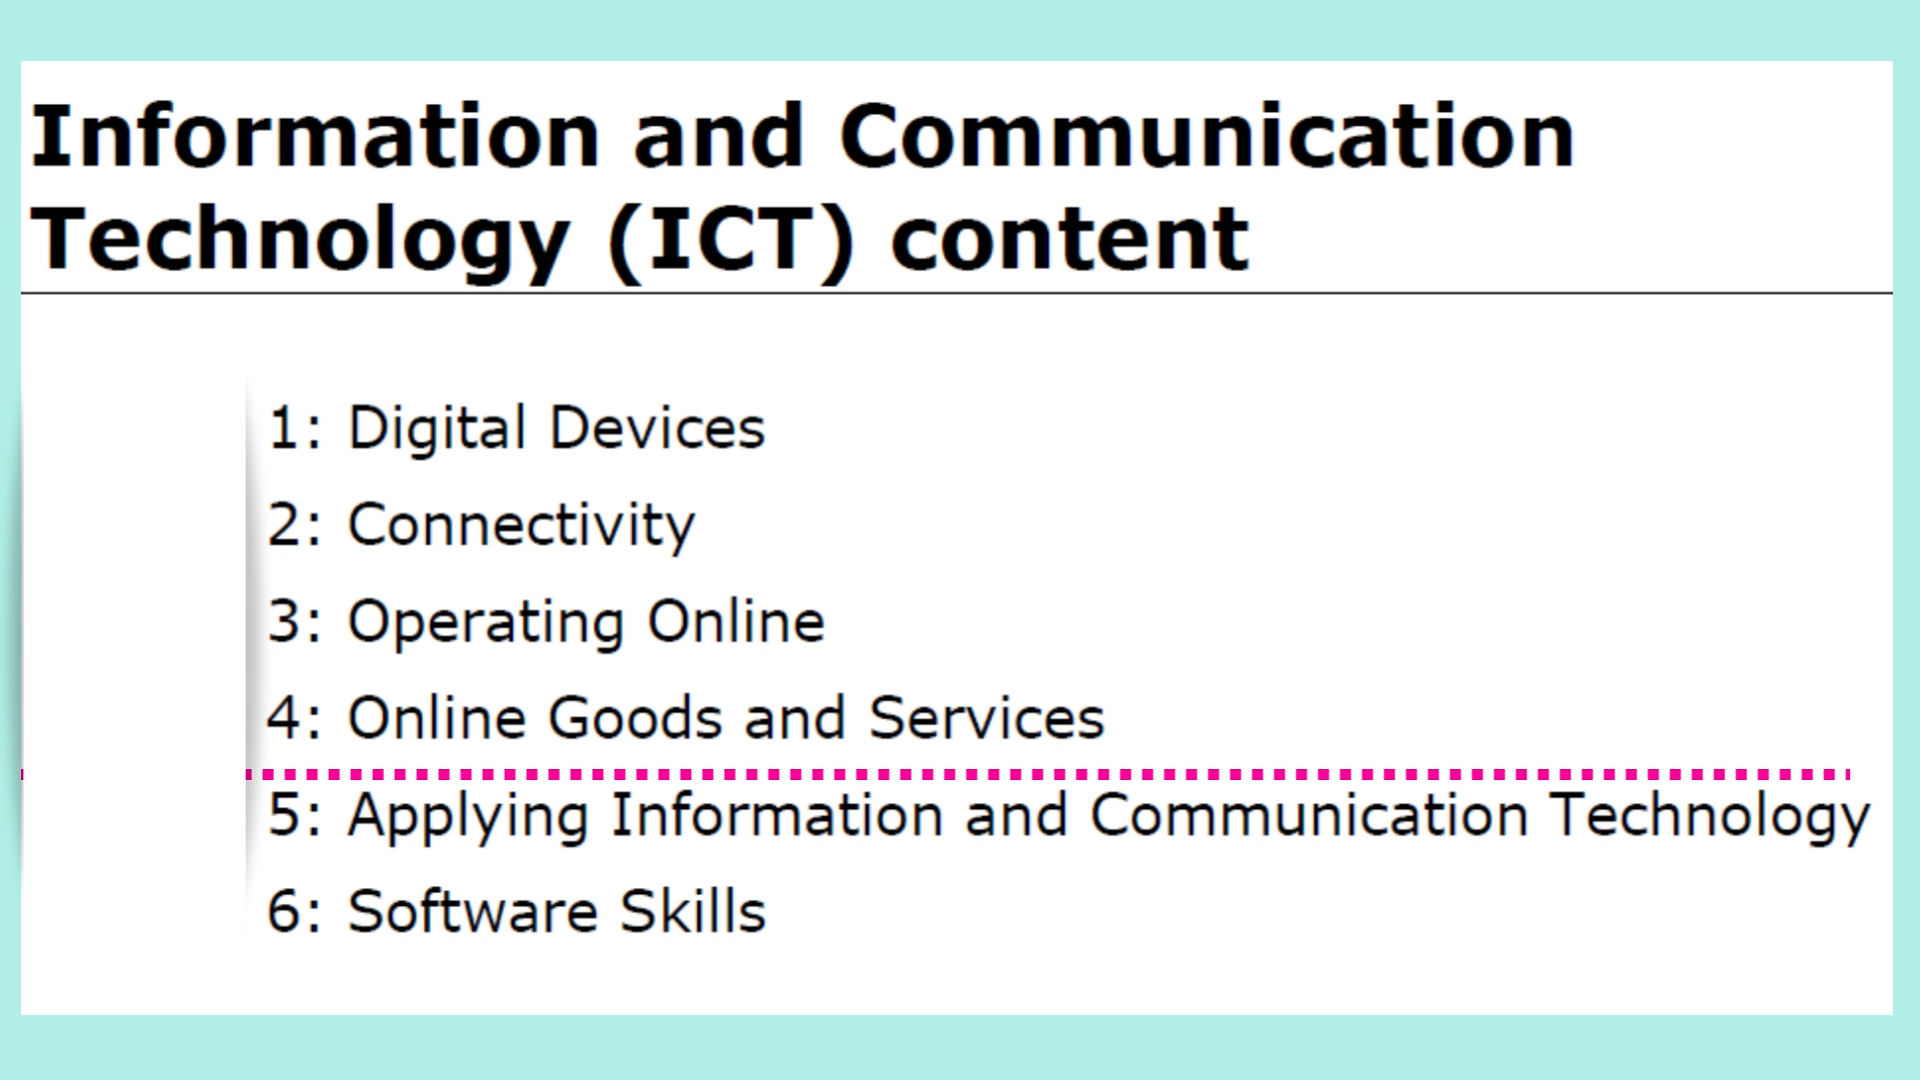 Information and Communication
Technology (ICT) content
1: Digital Devices
2: Connectivity
3: Operating Online
4: Online Goods and Services
5: Applying Information and Communication Technology
6: Software Skills